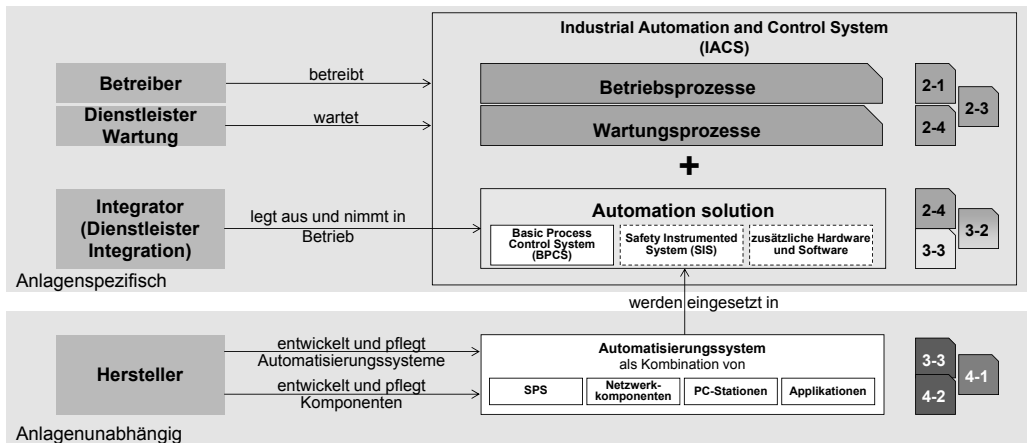 Industrial Automation and Control System
(IACS)
Betreiber
betreibt
Betriebsprozesse
2-1
2-3
Dienstleister
Wartung
wartet
Wartungsprozesse
2-4
+
Integrator
(Dienstleister
Integration)
legt aus und nimmt in
Betrieb
Automation solution
Basic Process
Control System
(BPCS)
Safety Instrumented
System (SIS)
zusätzliche Hardware
und Software
2-4
3-2
3-3
Anlagenspezifisch
werden eingesetzt in
Hersteller
entwickelt und pflegt
Automatisierungssysteme
entwickelt und pflegt
Komponenten
Automatisierungssystem
als Kombination von
SPS
Netzwerk-
komponenten
PC-Stationen
Applikationen
3-3
4-1
4-2
Anlagenunabhängig